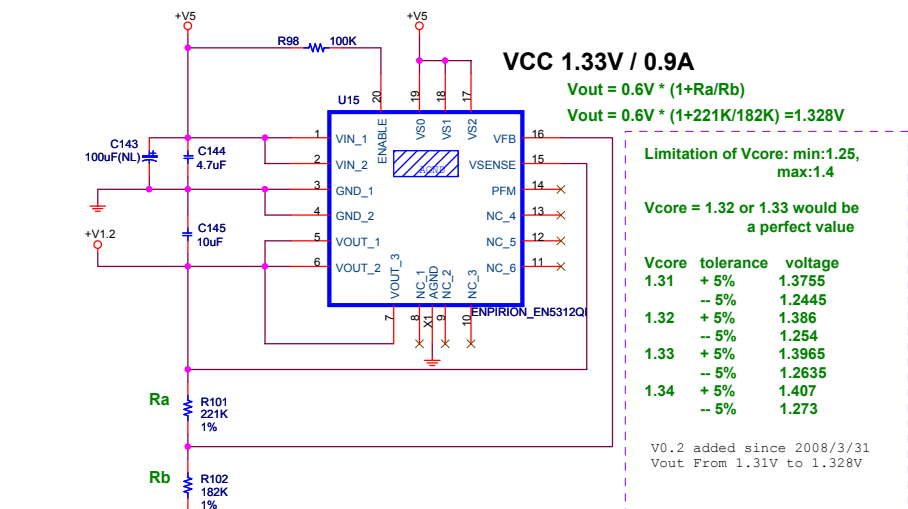 +V5
+V5
R98
100K
VCC 1.33V / 0.9A
Vout = 0.6V * (1+Ra/Rb)
Vout = 0.6V * (1+221K/182K) =1.328V
U15
20
19
18
17
ENABLE
VS0
VS1
VS2
C143
100uF(NL)
C144
4.7uF
C145
10uF
+V1.2
1
VIN_1
2
VIN_2
3
GND_1
4
GND_2
5
VOUT_1
6
VOUT_2
VFB
16
VSENSE
15
PFM
14
NC_4
13
NC_5
12
NC_6
11
AGND
VOUT_3
NC_1
AGND
NC_2
NC_3
7
8
X1
9
10
ENPIRION_EN5312QI
Ra
R101
221K
1%
Rb
R102
182K
1%
Limitation of Vcore: min:1.25,
max:1.4
Vcore = 1.32 or 1.33 would be
a perfect value
Vcore tolerance voltage
1.31 + 5% 1.3755
-- 5% 1.2445
1.32 + 5% 1.386
-- 5% 1.254
1.33 + 5% 1.3965
-- 5% 1.2635
1.34 + 5% 1.407
-- 5% 1.273
V0.2 added since 2008/3/31
Vout From 1.31V to 1.328V